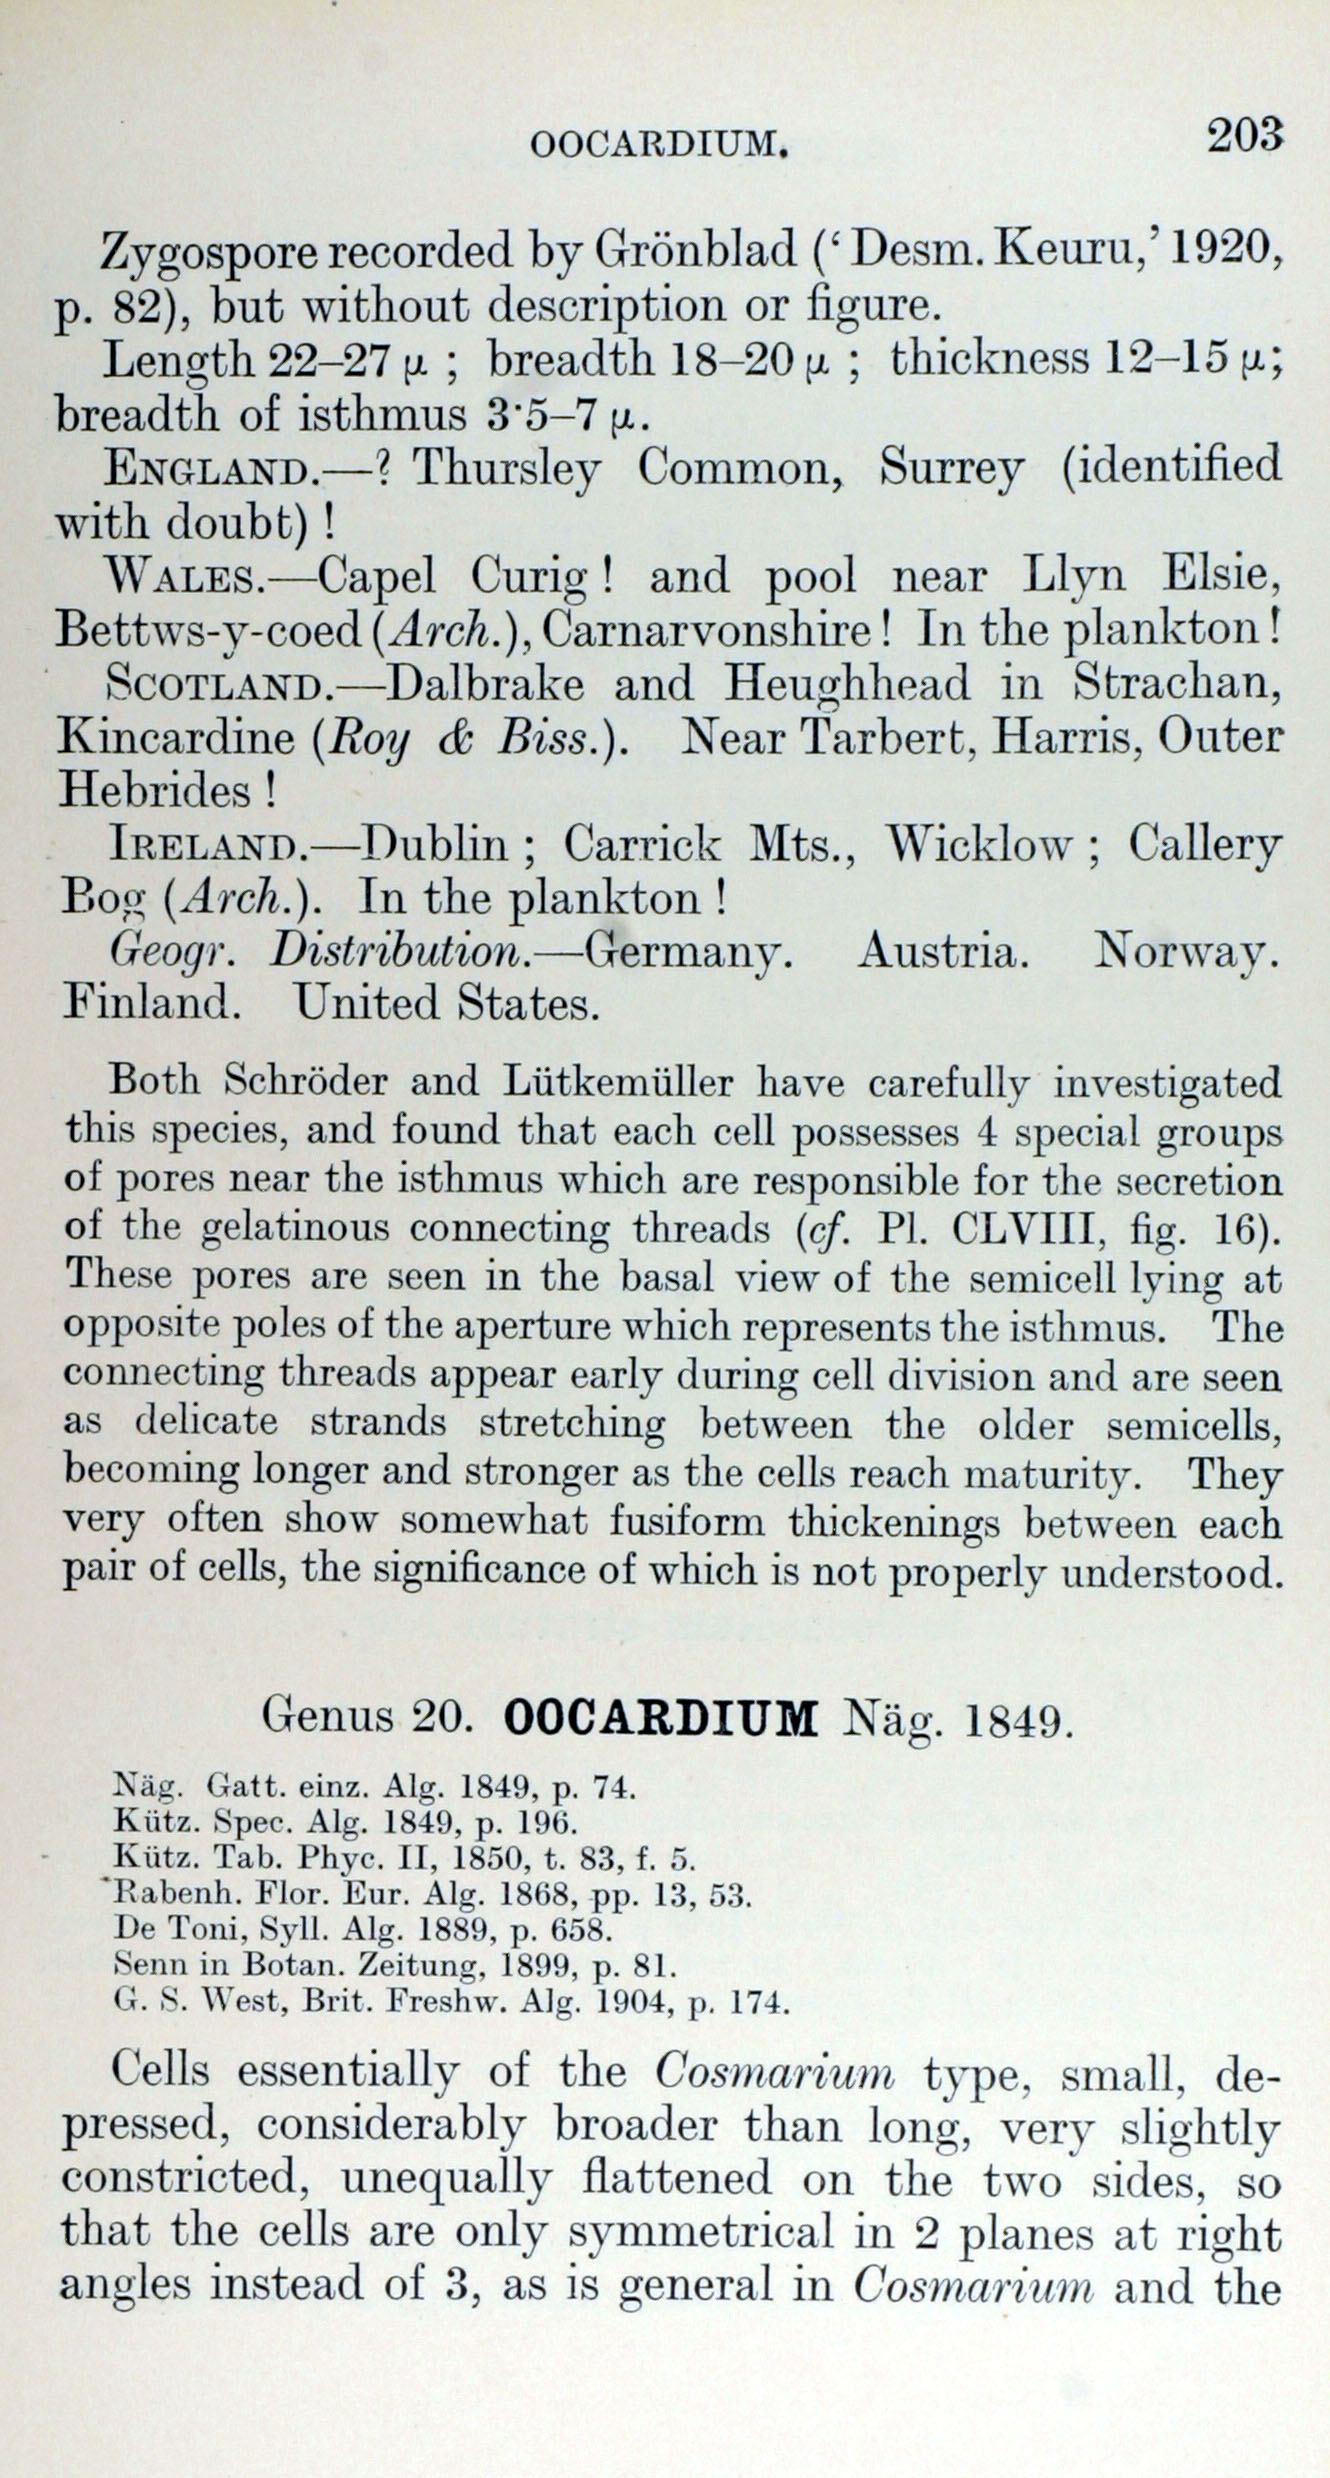 OOCARDIUM. 203
Zygospore recorded by Grönblad (‘Desm. Keuru,’ 1920,
p. 82), but without description or figure.
Length 22–27 μ ; breadth 18–20 μ ; thickness 12–15 μ;
breadth of isthmus 3·5–7 μ.
ENGLAND.—? Thursley Common, Surrey (identified
with doubt) !
WALES.—Capel Curig ! and pool near Llyn Elsie,
Bettws-y-coed (Arch.), Carnarvonshire ! In the plankton !
SCOTLAND.—Dalbrake and Heughhead in Strachan,
Kincardine (Roy & Biss.). Near Tarbert, Harris, Outer
Hebrides !
IRELAND.—Dublin ; Carrick Mts., Wicklow ; Callery
Bog (Arch.). In the plankton !
Geogr. Distribution.—Germany. Austria. Norway.
Finland. United States.
Both Schröder and Lütkemüller have carefully investigated
this species, and found that each cell possesses 4 special groups
of pores near the isthmus which are responsible for the secretion
of the gelatinous connecting threads (cf. Pl. CLVIII, fig. 16).
These pores are seen in the basal view of the semicell lying at
opposite poles of the aperture which represents the isthmus. The
connecting threads appear early during cell division and are seen
as delicate strands stretching between the older semicells,
becoming longer and stronger as the cells reach maturity. They
very often show somewhat fusiform thickenings between each
pair of cells, the significance of which is not properly understood.
Genus 20. OOCARDIUM Näg. 1849.
Näg. Gatt. einz. Alg. 1849, p. 74.
Kütz. Spec. Alg. 1849, p. 196.
Kütz. Tab. Phyc. II, 1850, t. 83, f. 5.
Rabenh. Flor. Eur. Alg. 1868, pp. 13, 53.
De Toni, Syll. Alg. 1889, p. 658.
Senn in Botan. Zeitung, 1899, p. 81.
G. S. West, Brit. Freshw. Alg. 1904, p. 174.
Cells essentially of the Cosmarium type, small, de-
pressed, considerably broader than long, very slightly
constricted, unequally flattened on the two sides, so
that the cells are only symmetrical in 2 planes at right
angles instead of 3, as is general in Cosmarium and the